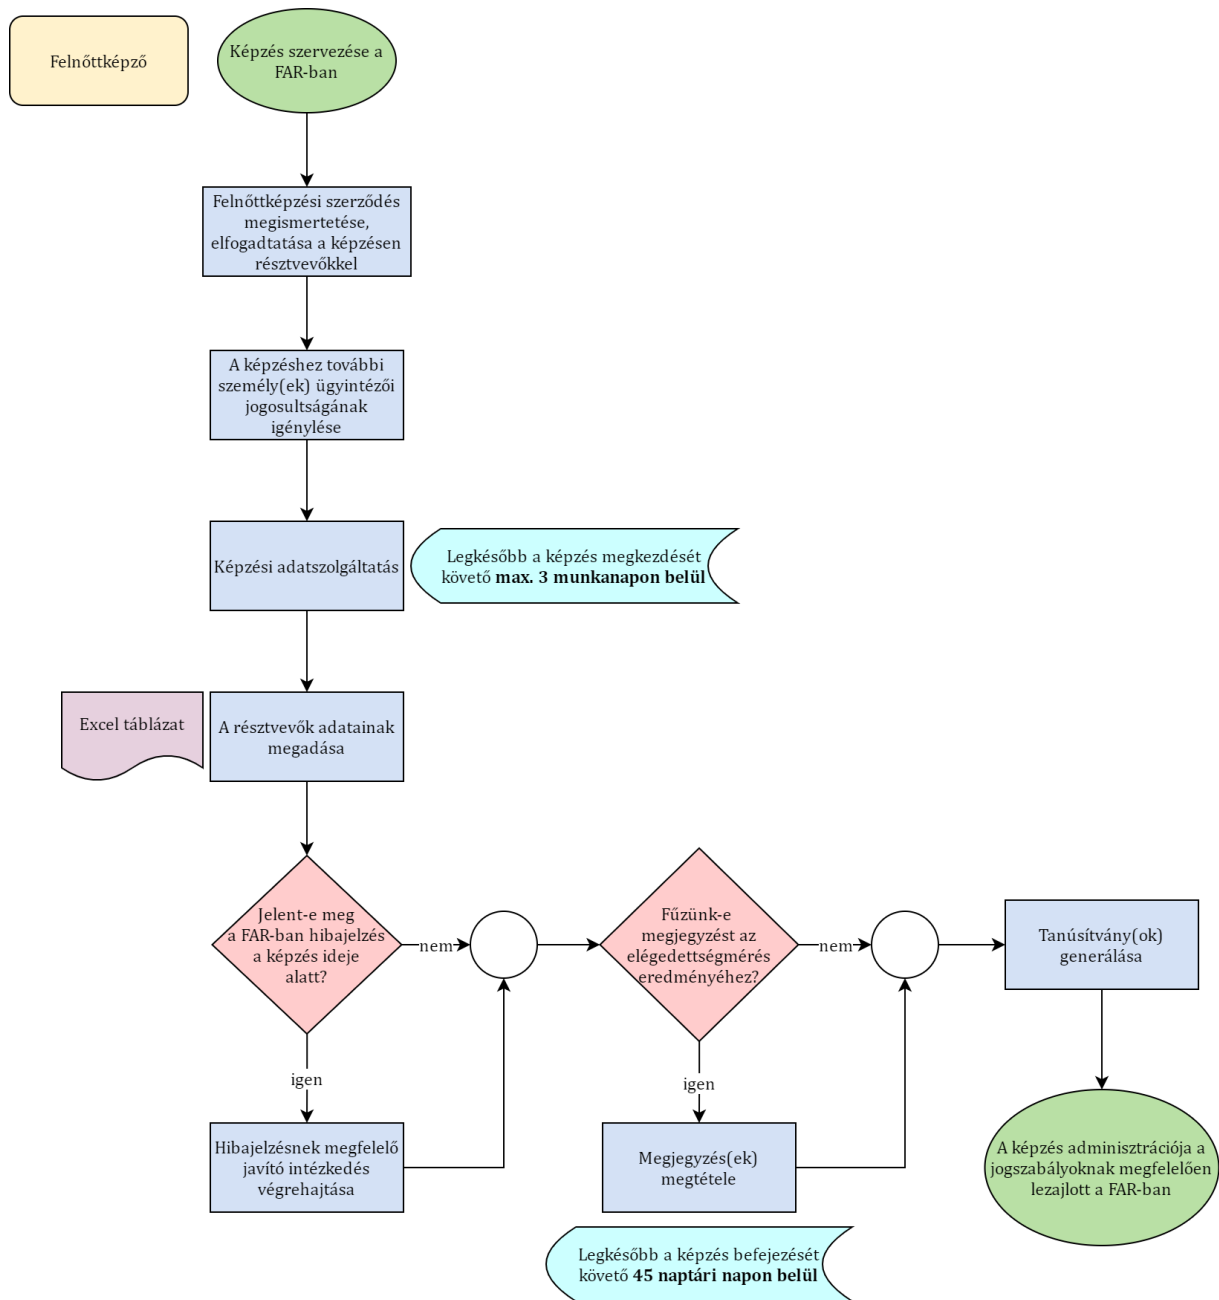 Felnőttképző
Képzés szervezése a
FAR-ban
Felnőttképzési szerződés
megismertetése,
elfogadtatása a képzésen
résztvevőkkel
A képzéshez további
személy(ek) ügyintézői
jogosultságának
igénylése
Képzési adatszolgáltatás
Legkésőbb a képzés megkezdését
követő max. 3 munkanapon belül
Excel táblázat
A résztvevők adatainak
megadása
Jelent-e meg
a FAR-ban hibajelzés
a képzés ideje
alatt?
nem
igen
Hibajelzésnek megfelelő
javító intézkedés
végrehajtása
Fűzünk-e
megjegyzést az
elégedettségmérés
eredményéhez?
nem
igen
Megjegyzés(ek)
megtétele
Legkésőbb a képzés befejezését
követő 45 naptári napon belül
Tanúsítvány(ok)
generálása
A képzés adminisztrációja a
jogszabályoknak megfelelően
lezajlott a FAR-ban